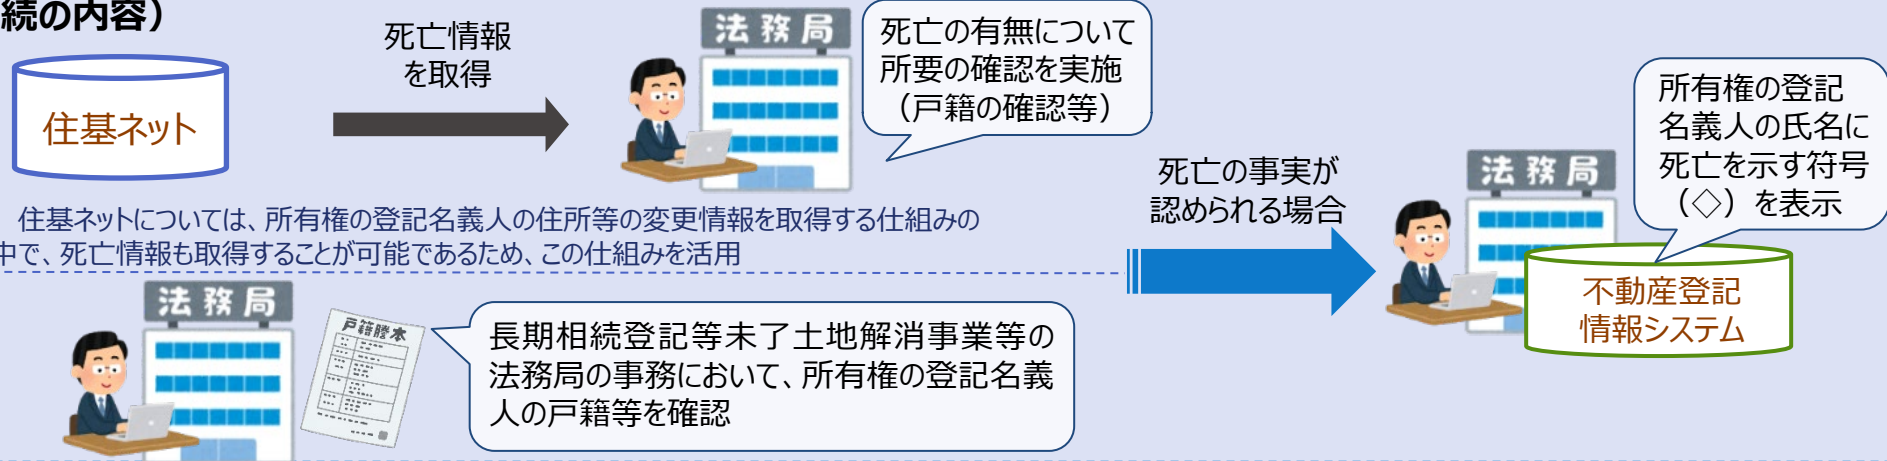 続の内容）
住基ネット
死亡情報
を取得
法務局
死亡の有無について
所要の確認を実施
（戸籍の確認等）
住基ネットについては、所有権の登記名義人の住所等の変更情報を取得する仕組みの
中で、死亡情報も取得することが可能であるため、この仕組みを活用
法務局
戸籍謄本
長期相続登記等未了土地解消事業等の
法務局の事務において、所有権の登記名義
人の戸籍等を確認
死亡の事実が
認められる場合
法務局
所有権の登記
名義人の氏名に
死亡を示す符号
（◇）を表示
不動産登記
情報システム